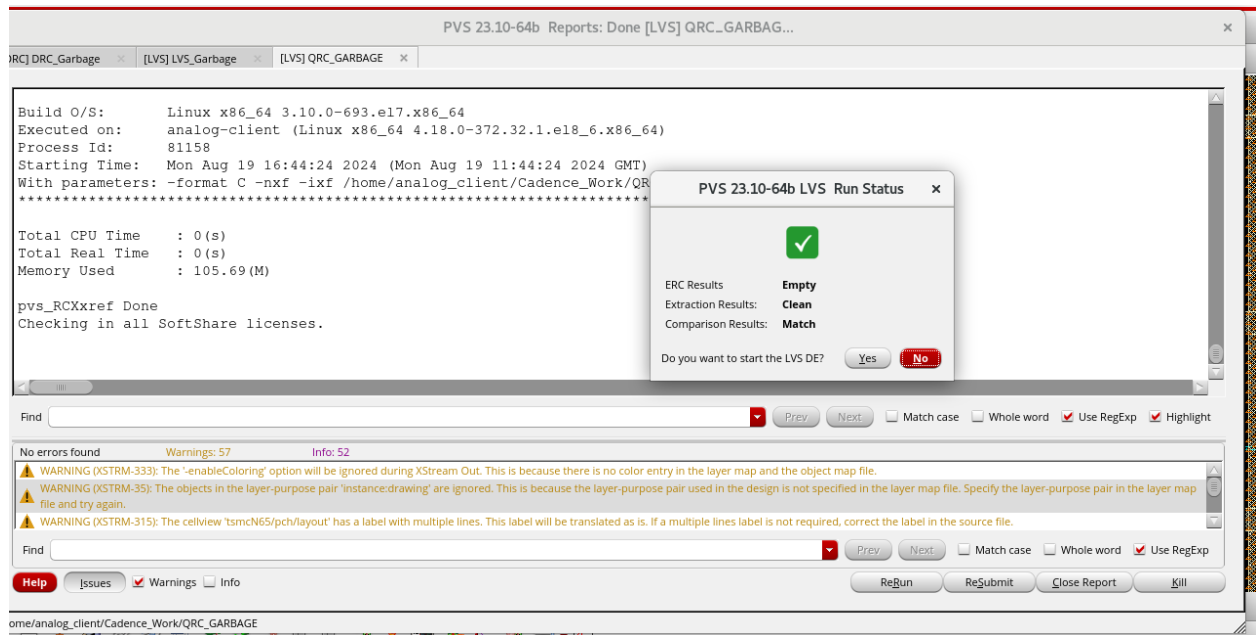 PVS 23.10-64b Reports: Done [LVS] QRC_GARBAG...
RC] DRC_Garbage
[LVS] LVS_Garbage
[LVS] QRC_GARBAGE
Build O/S: Linux x86_64 3.10.0-693.el7.x86_64
Executed on: analog-client (Linux x86_64 4.18.0-372.32.1.el8_6.x86_64)
Process Id: 81158
Starting Time: Mon Aug 19 16:44:24 2024 (Mon Aug 19 11:44:24 2024 GMT)
With parameters: -format C -nxf -ixf /home/analog_client/Cadence_Work/QR
************************************************************************
Total CPU Time : 0(s)
Total Real Time : 0(s)
Memory Used : 105.69(M)
pvs_RCXxref Done
Checking in all SoftShare licenses.
PVS 23.10-64b LVS Run Status
ERC Results Empty
Extraction Results: Clean
Comparison Results: Match
Do you want to start the LVS DE? Yes No
Find Prev Next Match case Whole word Use RegExp Highlight
No errors found Warnings: 57 Info: 52
WARNING (XSTRM-333): The '-enableColoring' option will be ignored during XStream Out. This is because there is no color entry in the layer map and the object map file.
WARNING (XSTRM-35): The objects in the layer-purpose pair 'instance:drawing' are ignored. This is because the layer-purpose pair used in the design is not specified in the layer map file. Specify the layer-purpose pair in the layer map
file and try again.
WARNING (XSTRM-315): The cellview 'tsmcN65/pch/layout' has a label with multiple lines. This label will be translated as is. If a multiple lines label is not required, correct the label in the source file.
Find Prev Next Match case Whole word Use RegExp
Help Issues Warnings Info ReRun ReSubmit Close Report Kill
ome/analog_client/Cadence_Work/QRC_GARBAGE